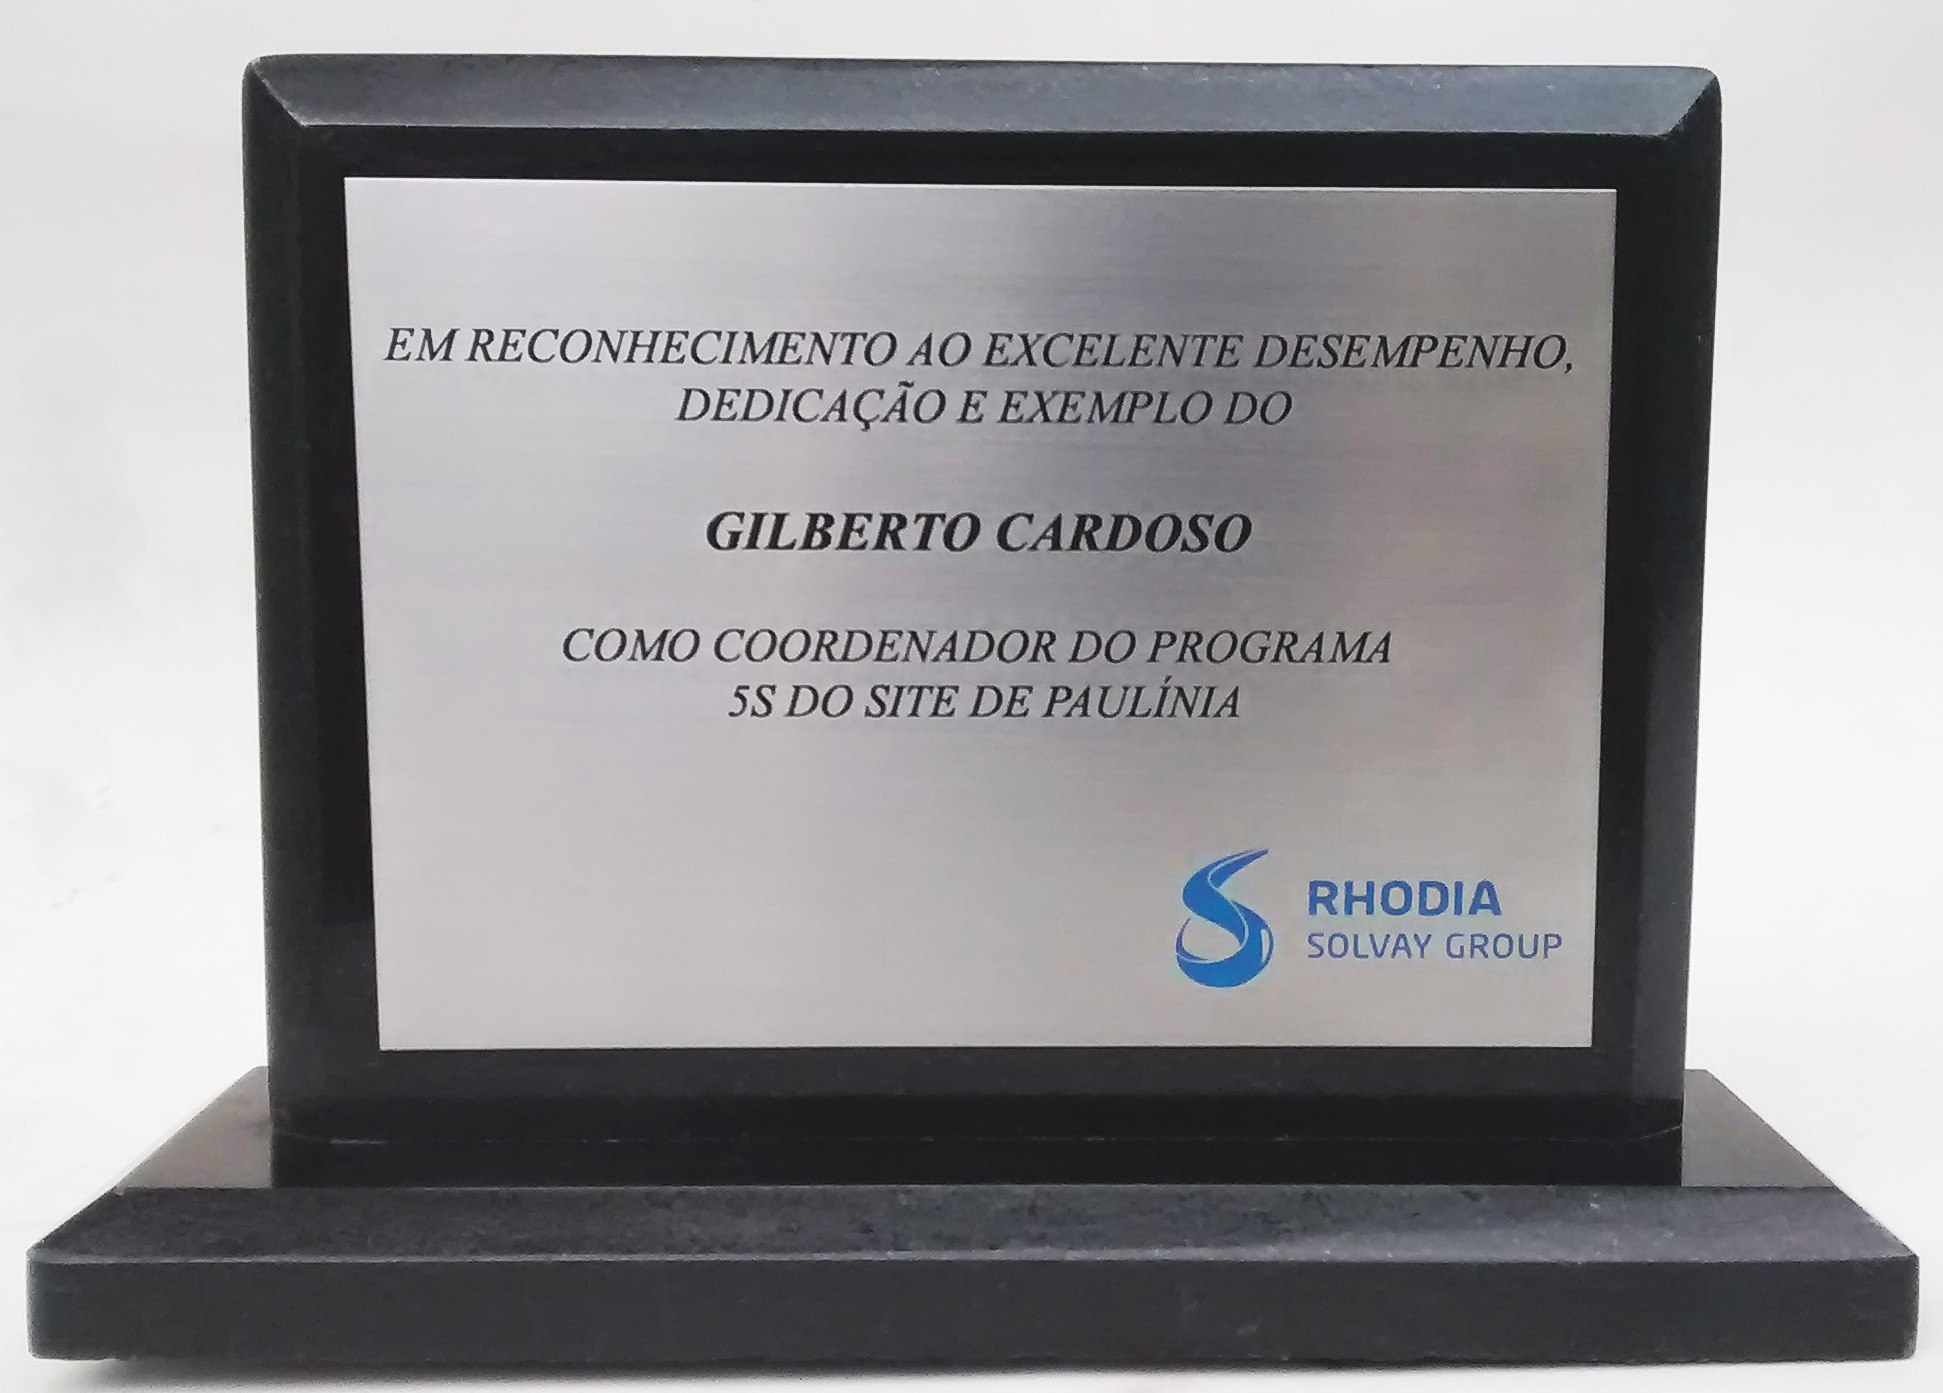 EM RECONHECIMENTO AO EXCELENTE DESEMPENHO,
DEDICAÇÃO E EXEMPLO DO
GILBERTO CARDOSO
COMO COORDENADOR DO PROGRAMA
5S DO SITE DE PAULÍNIA
RHODIA
SOLVAY GROUP